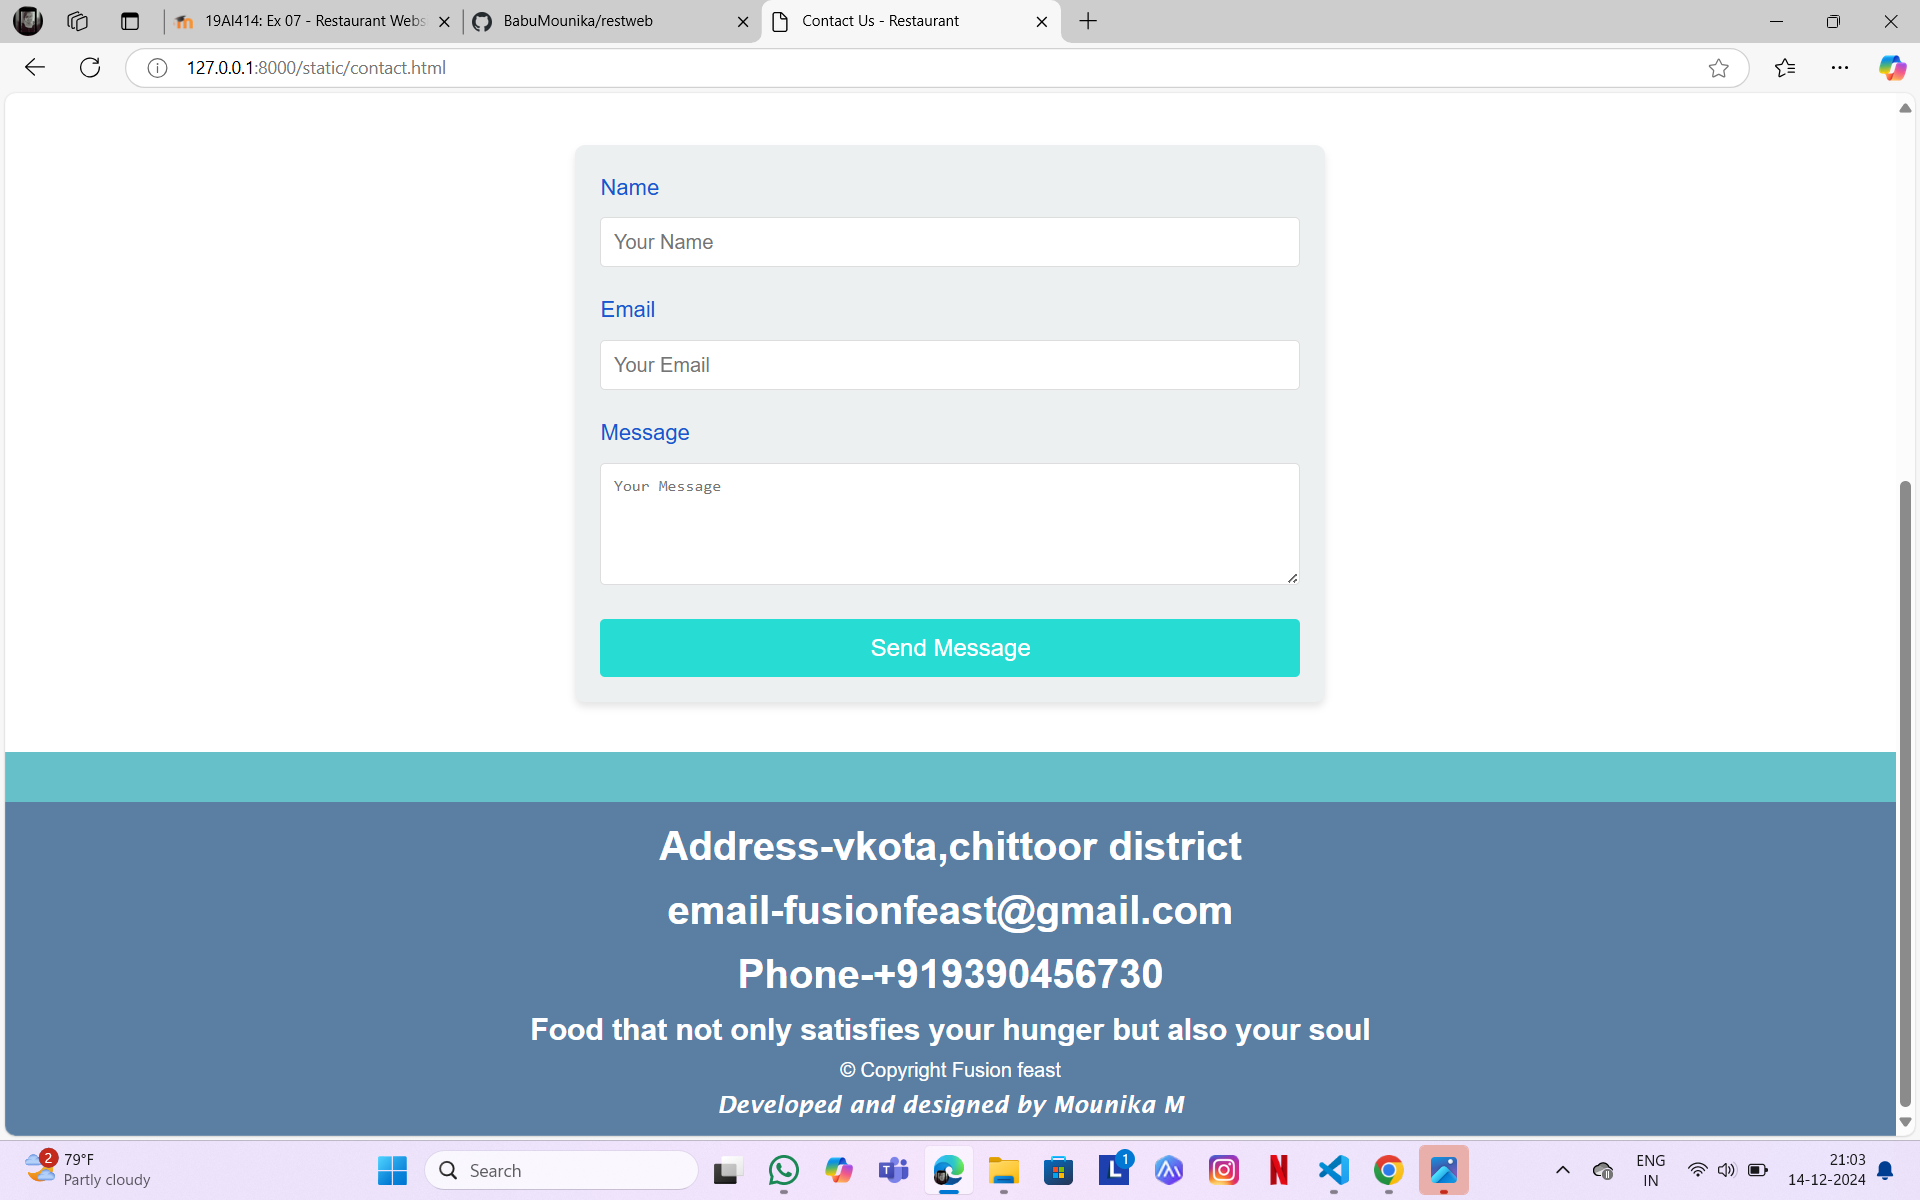 19AI414: Ex 07 - Restaurant Webs
BabuMounika/restweb
Contact Us - Restaurant
127.0.0.1:8000/static/contact.html
Name
Your Name
Email
Your Email
Message
Your Message
Send Message
Address-vkota,chittoor district
email-fusionfeast@gmail.com
Phone-+919390456730
Food that not only satisfies your hunger but also your soul
© Copyright Fusion feast
Developed and designed by Mounika M
2
79°F
Partly cloudy
Search
1
ENG
IN
21:03
14-12-2024